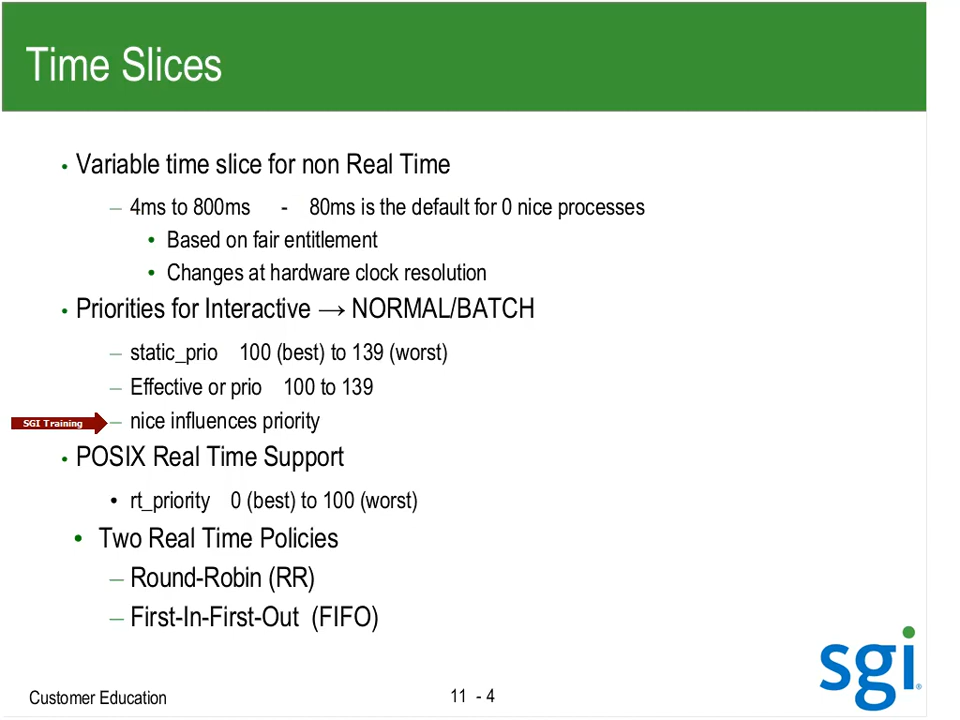 Time Slices
• Variable time slice for non Real Time
– 4ms to 800ms - 80ms is the default for 0 nice processes
• Based on fair entitlement
• Changes at hardware clock resolution
• Priorities for Interactive → NORMAL/BATCH
– static_prio 100 (best) to 139 (worst)
– Effective or prio 100 to 139
SGI Training
– nice influences priority
• POSIX Real Time Support
• rt_priority 0 (best) to 100 (worst)
• Two Real Time Policies
– Round-Robin (RR)
– First-In-First-Out (FIFO)
sgi®
Customer Education
11 - 4